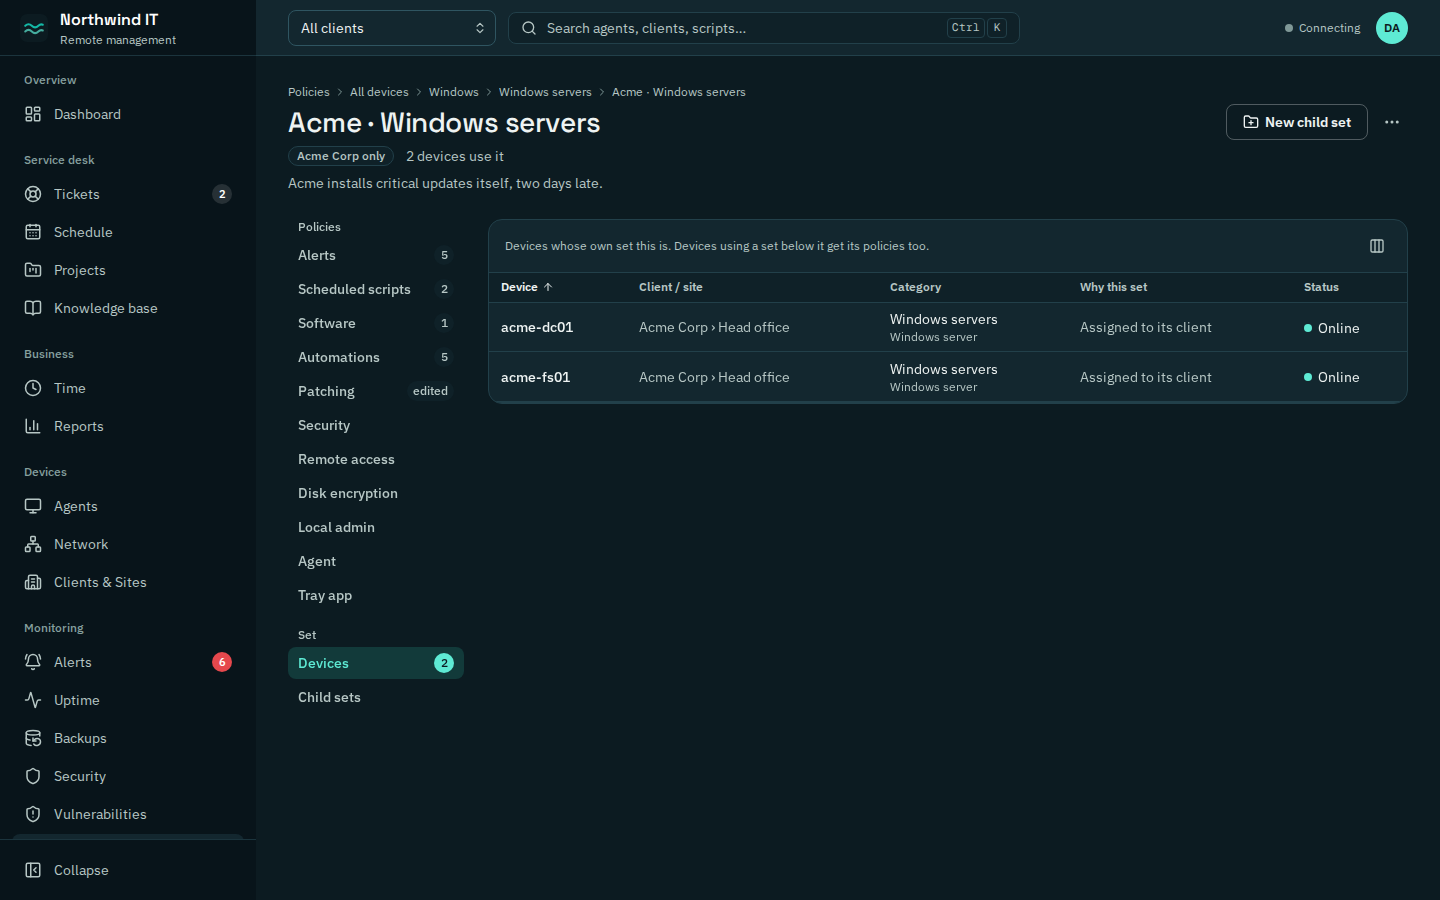 Northwind IT
Remote management
All clients
Search agents, clients, scripts...
Ctrl K
Connecting
DA
Overview
Dashboard
Service desk
Tickets 2
Schedule
Projects
Knowledge base
Business
Time
Reports
Devices
Agents
Network
Clients & Sites
Monitoring
Alerts 6
Uptime
Backups
Security
Vulnerabilities
Collapse
Policies > All devices > Windows > Windows servers > Acme · Windows servers
Acme · Windows servers
New child set
Acme Corp only 2 devices use it
Acme installs critical updates itself, two days late.
Policies
Alerts 5
Scheduled scripts 2
Software 1
Automations 5
Patching edited
Security
Remote access
Disk encryption
Local admin
Agent
Tray app
Set
Devices 2
Child sets
Devices whose own set this is. Devices using a set below it get its policies too.
Device ↑ Client / site Category Why this set Status
acme-dc01 Acme Corp › Head office Windows servers Assigned to its client Online
Windows server
acme-fs01 Acme Corp › Head office Windows servers Assigned to its client Online
Windows server